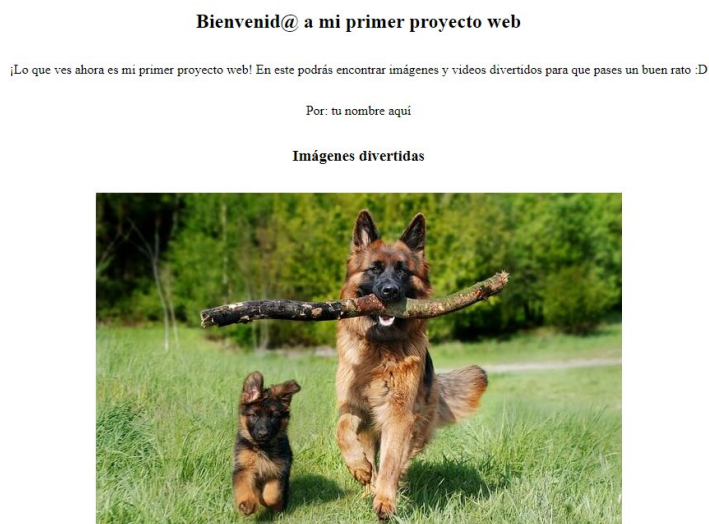 Bienvenid@ a mi primer proyecto web
¡Lo que ves ahora es mi primer proyecto web! En este podrás encontrar imágenes y videos divertidos para que pases un buen rato :D
Por: tu nombre aquí
Imágenes divertidas